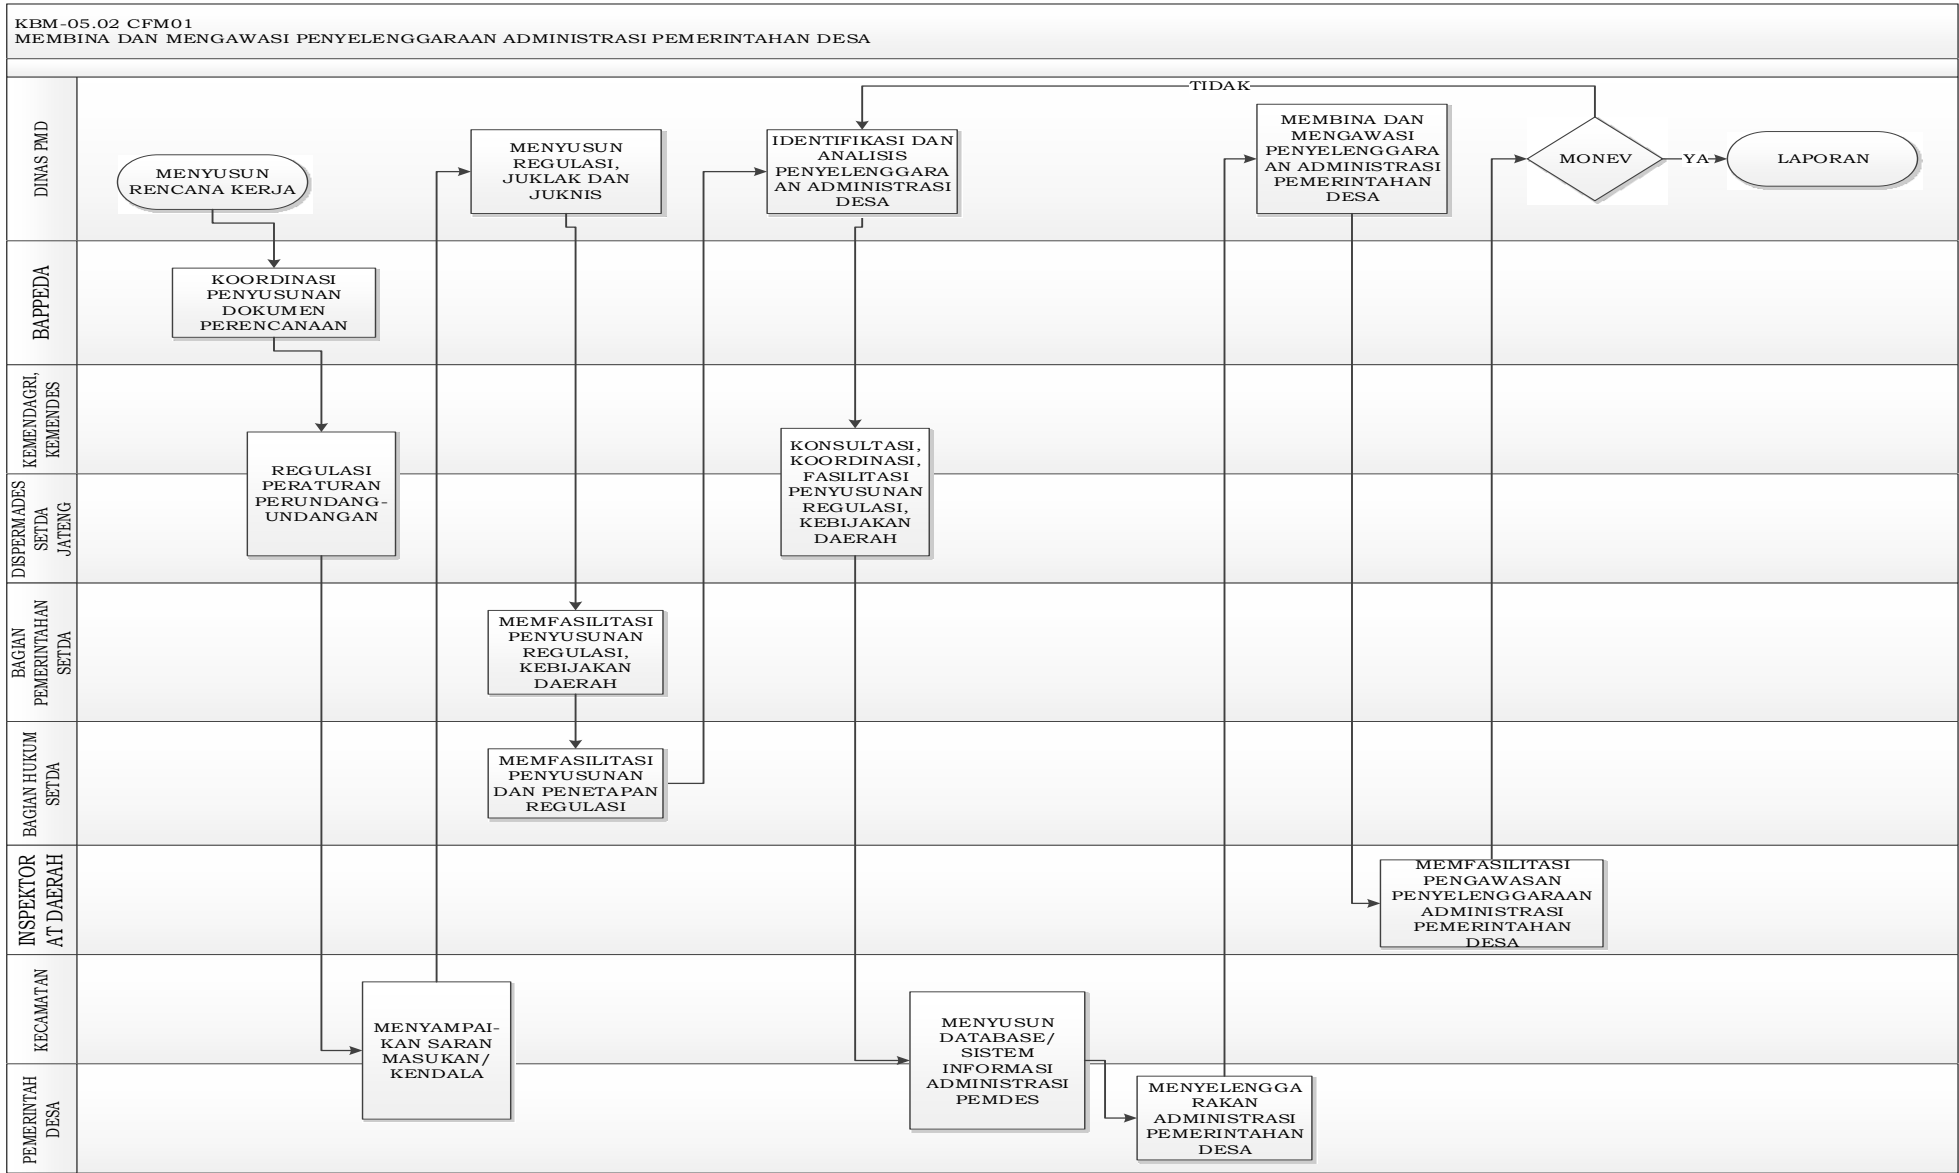 KBM-05.02 CFM01
MEMBINA DAN MENGAWASI PENYELENGGARAAN ADMINISTRASI PEMERINTAHAN DESA
DINAS PMD
MENYUSUN
RENCANA KERJA
MENYUSUN
REGULASI,
JUKLAK DAN
JUKNIS
IDENTIFIKASI DAN
ANALISIS
PENYELENGGARA
AN ADMINISTRASI
DESA
TIDAK
MEMBINA DAN
MENGAWASI
PENYELENGGARA
AN ADMINISTRASI
PEMERINTAHAN
DESA
MONEV
YA
LAPORAN
BAPPEDA
KOORDINASI
PENYUSUNAN
DOKUMEN
PERENCANAAN
KEMENDAGRI,
KEMENDES
REGULASI
PERATURAN
PERUNDANG-
UNDANGAN
KONSULTASI,
KOORDINASI,
FASILITASI
PENYUSUNAN
REGULASI,
KEBIJAKAN
DAERAH
DISPERMADES
SETDA
JATENG
BAGIAN
PEMERINTAHAN
SETDA
MEMFASILITASI
PENYUSUNAN
REGULASI,
KEBIJAKAN
DAERAH
BAGIAN HUKUM
SETDA
MEMFASILITASI
PENYUSUNAN
DAN PENETAPAN
REGULASI
INSPEKTOR
AT DAERAH
MEMFASILITASI
PENGAWASAN
PENYELENGGARAAN
ADMINISTRASI
PEMERINTAHAN
DESA
KECAMATAN
MENYAMPAI-
KAN SARAN
MASUKAN/
KENDALA
MENYUSUN
DATABASE/
SISTEM
INFORMASI
ADMINISTRASI
PEMDES
PEMERINTAH
DESA
MENYELENGGA
RAKAN
ADMINISTRASI
PEMERINTAHAN
DESA